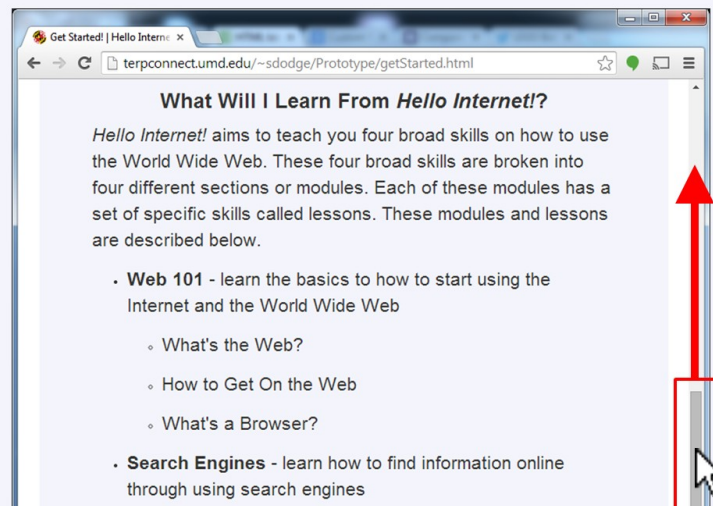 Get Started! | Hello Interne
terpconnect.umd.edu/~sdodge/Prototype/getStarted.html
What Will I Learn From Hello Internet!?
Hello Internet! aims to teach you four broad skills on how to use
the World Wide Web. These four broad skills are broken into
four different sections or modules. Each of these modules has a
set of specific skills called lessons. These modules and lessons
are described below.
• Web 101 - learn the basics to how to start using the
Internet and the World Wide Web
◦ What's the Web?
◦ How to Get On the Web
◦ What's a Browser?
• Search Engines - learn how to find information online
through using search engines